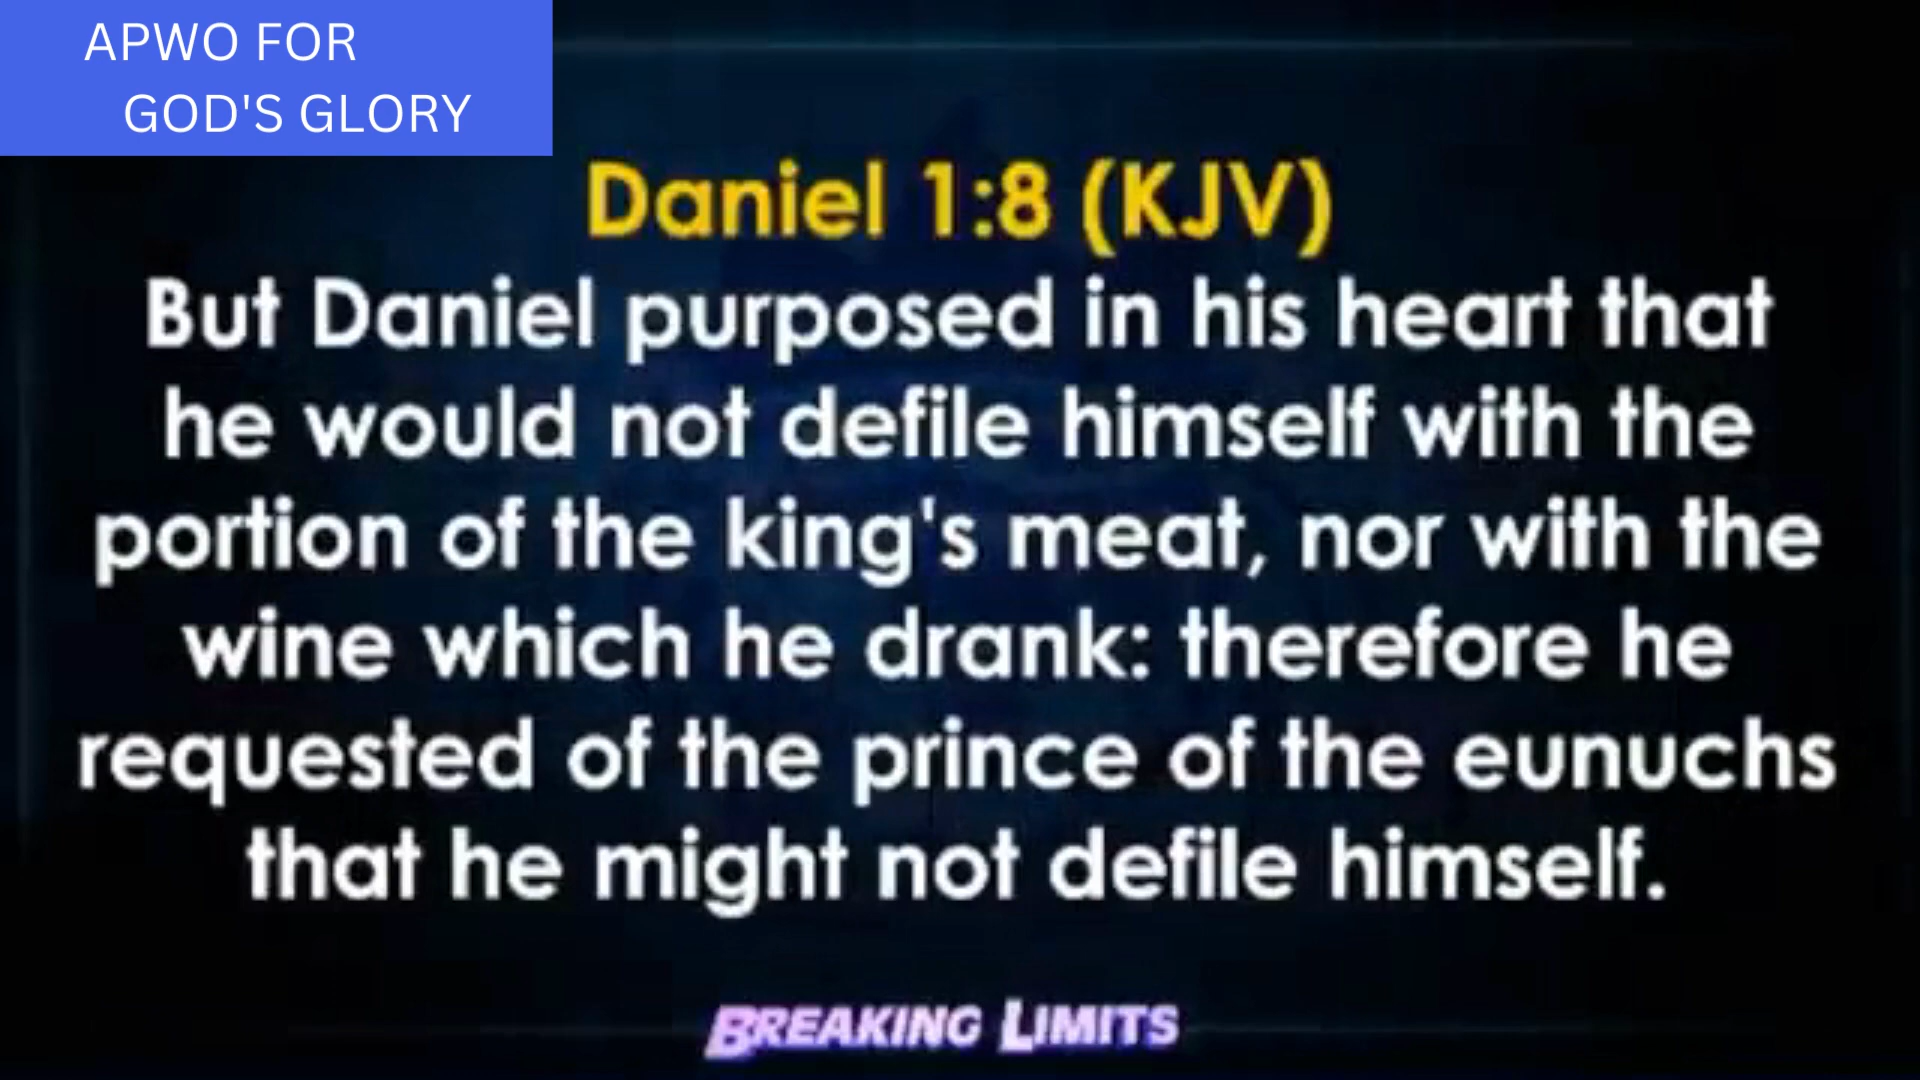 APWO FOR
GOD'S GLORY
Daniel 1:8 (KJV)
But Daniel purposed in his heart that
he would not defile himself with the
portion of the king's meat, nor with the
wine which he drank: therefore he
requested of the prince of the eunuchs
that he might not defile himself.
BREAKING LIMITS